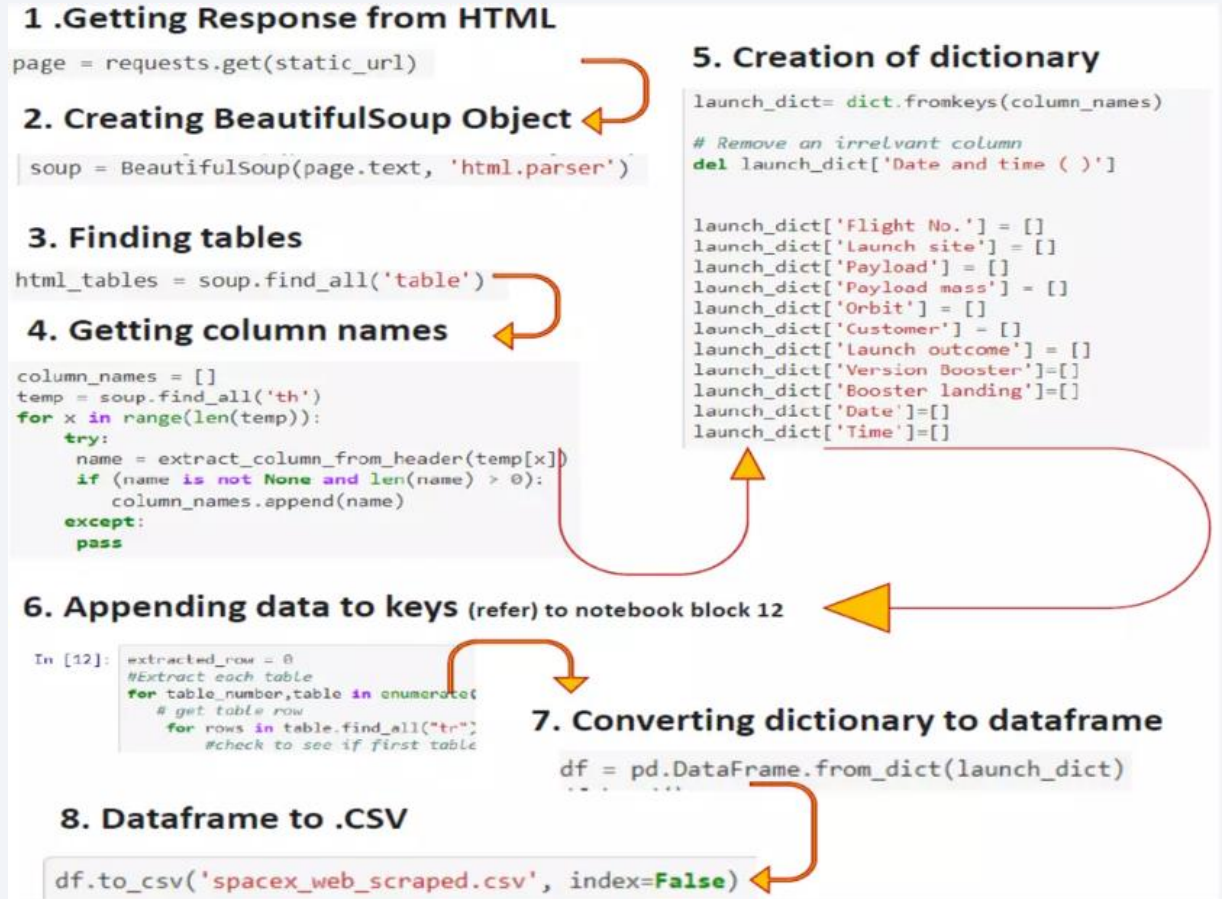 1 .Getting Response from HTML
page = requests.get(static_url)
2. Creating BeautifulSoup Object
soup = BeautifulSoup(page.text, 'html.parser')
3. Finding tables
html_tables = soup.find_all('table')
4. Getting column names
column_names = []
temp = soup.find_all('th')
for x in range(len(temp)):
try:
name = extract_column_from_header(temp[x])
if (name is not None and len(name) > 0):
column_names.append(name)
except:
pass
5. Creation of dictionary
launch_dict= dict.fromkeys(column_names)
# Remove an irrelvant column
del launch_dict['Date and time ( )']
launch_dict['Flight No.'] = []
launch_dict['Launch site'] = []
launch_dict['Payload'] = []
launch_dict['Payload mass'] = []
launch_dict['Orbit'] = []
launch_dict['Customer'] = []
launch_dict['Launch outcome'] = []
launch_dict['Version Booster']=[]
launch_dict['Booster landing']=[]
launch_dict['Date']=[]
launch_dict['Time']=[]
6. Appending data to keys (refer) to notebook block 12
In [12]: extracted_row = 0
#Extract each table
for table_number,table in enumerate(
# get table row
for rows in table.find_all("tr")
#check to see if first table
7. Converting dictionary to dataframe
df = pd.DataFrame.from_dict(launch_dict)
8. Dataframe to .CSV
df.to_csv('spacex_web_scraped.csv', index=False)